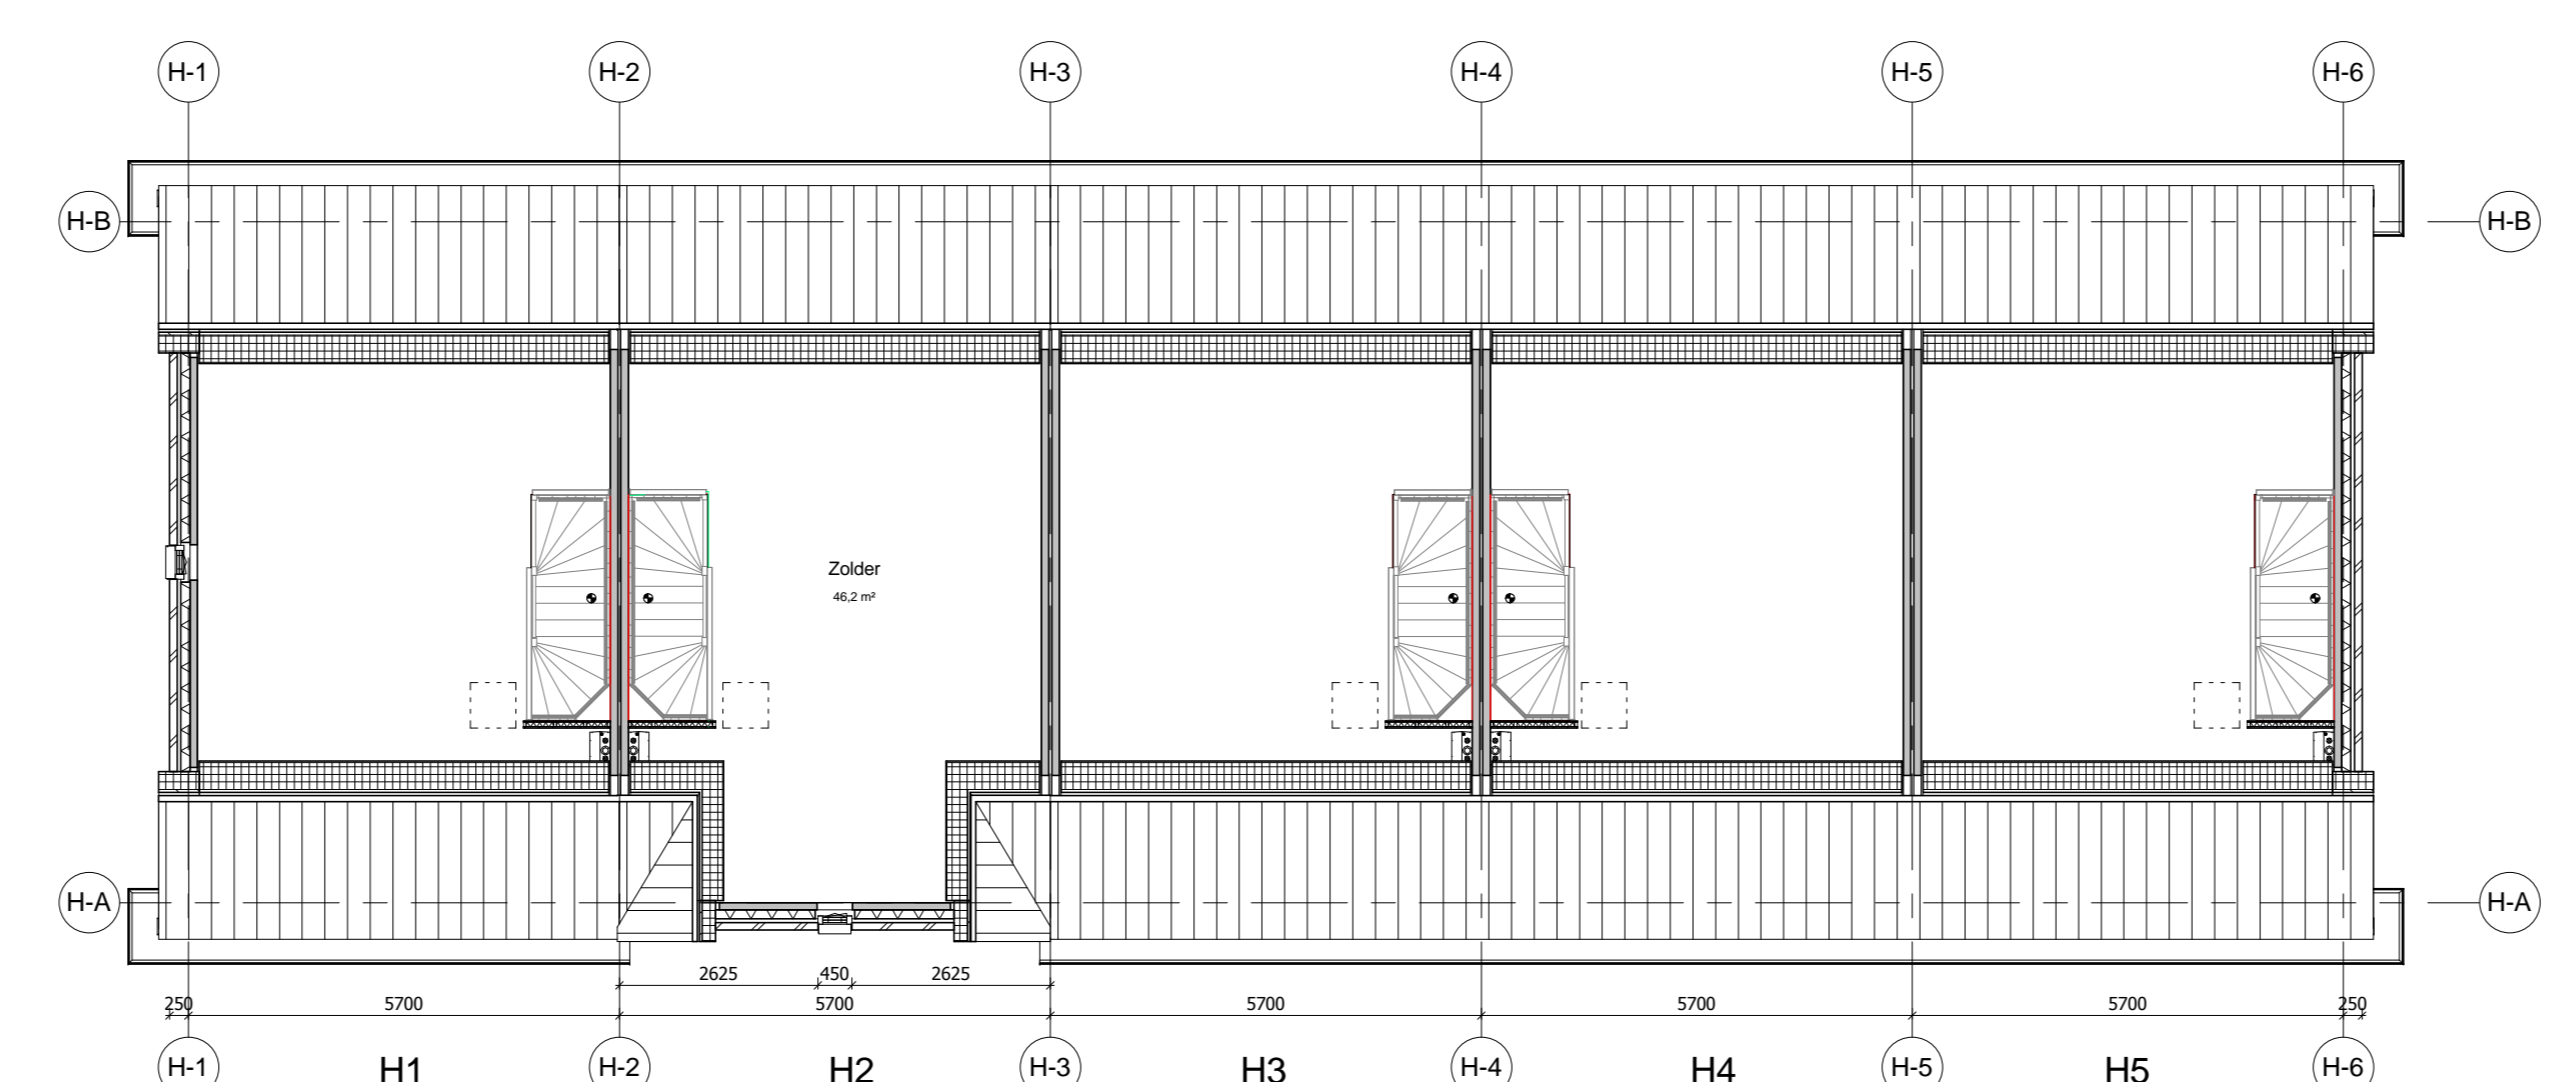 H-1 H-2 H-3 H-4 H-5 H-6
H-B H-B
Zolder
46,2 m²
H-A H-A
2625 450 2625
250 5700 5700 5700 5700 5700 250
H-1 H1 H-2 H2 H-3 H3 H-4 H4 H-5 H5 H-6